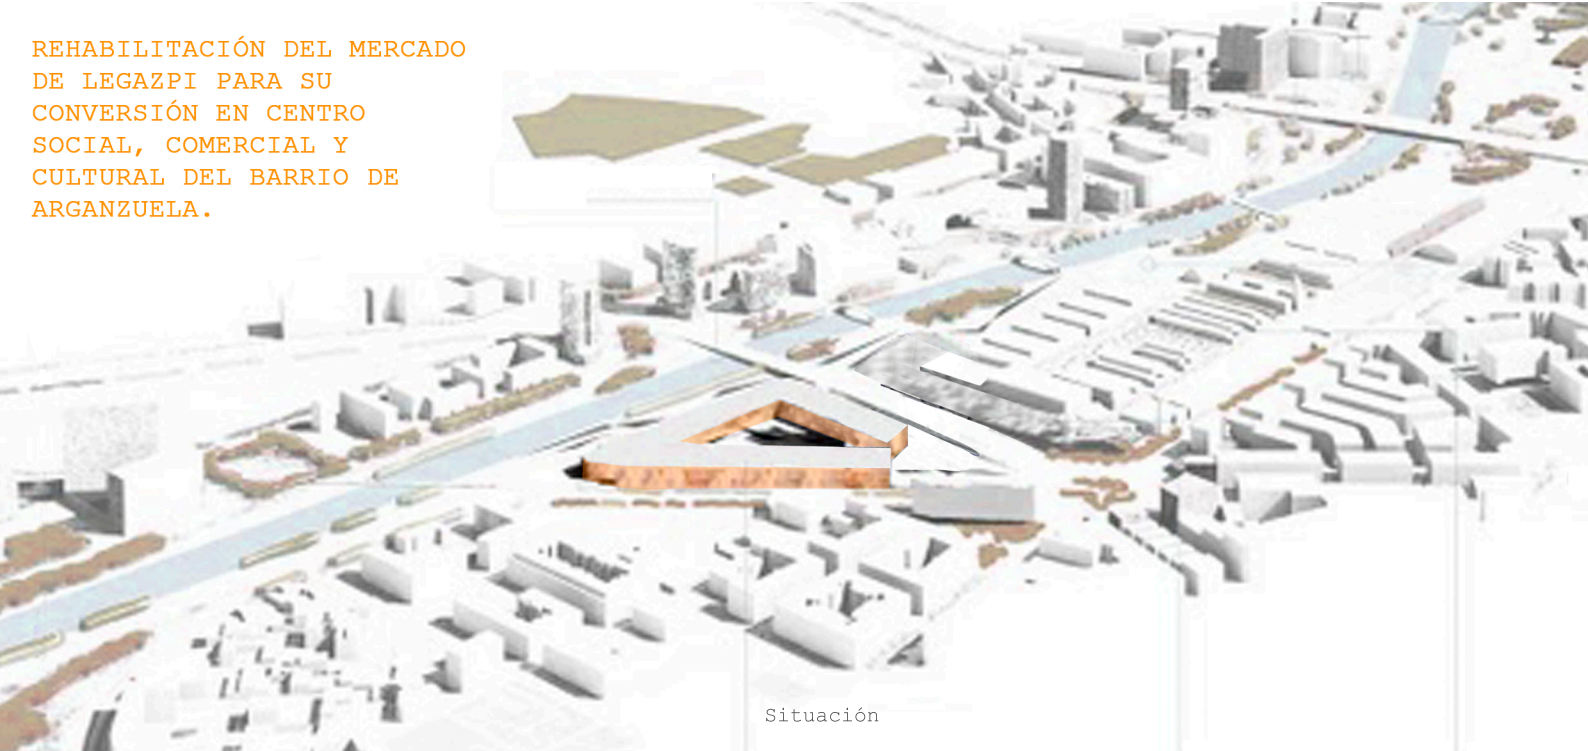 REHABILITACIÓN DEL MERCADO
DE LEGAZPI PARA SU
CONVERSIÓN EN CENTRO
SOCIAL, COMERCIAL Y
CULTURAL DEL BARRIO DE
ARGANZUELA.
Situación